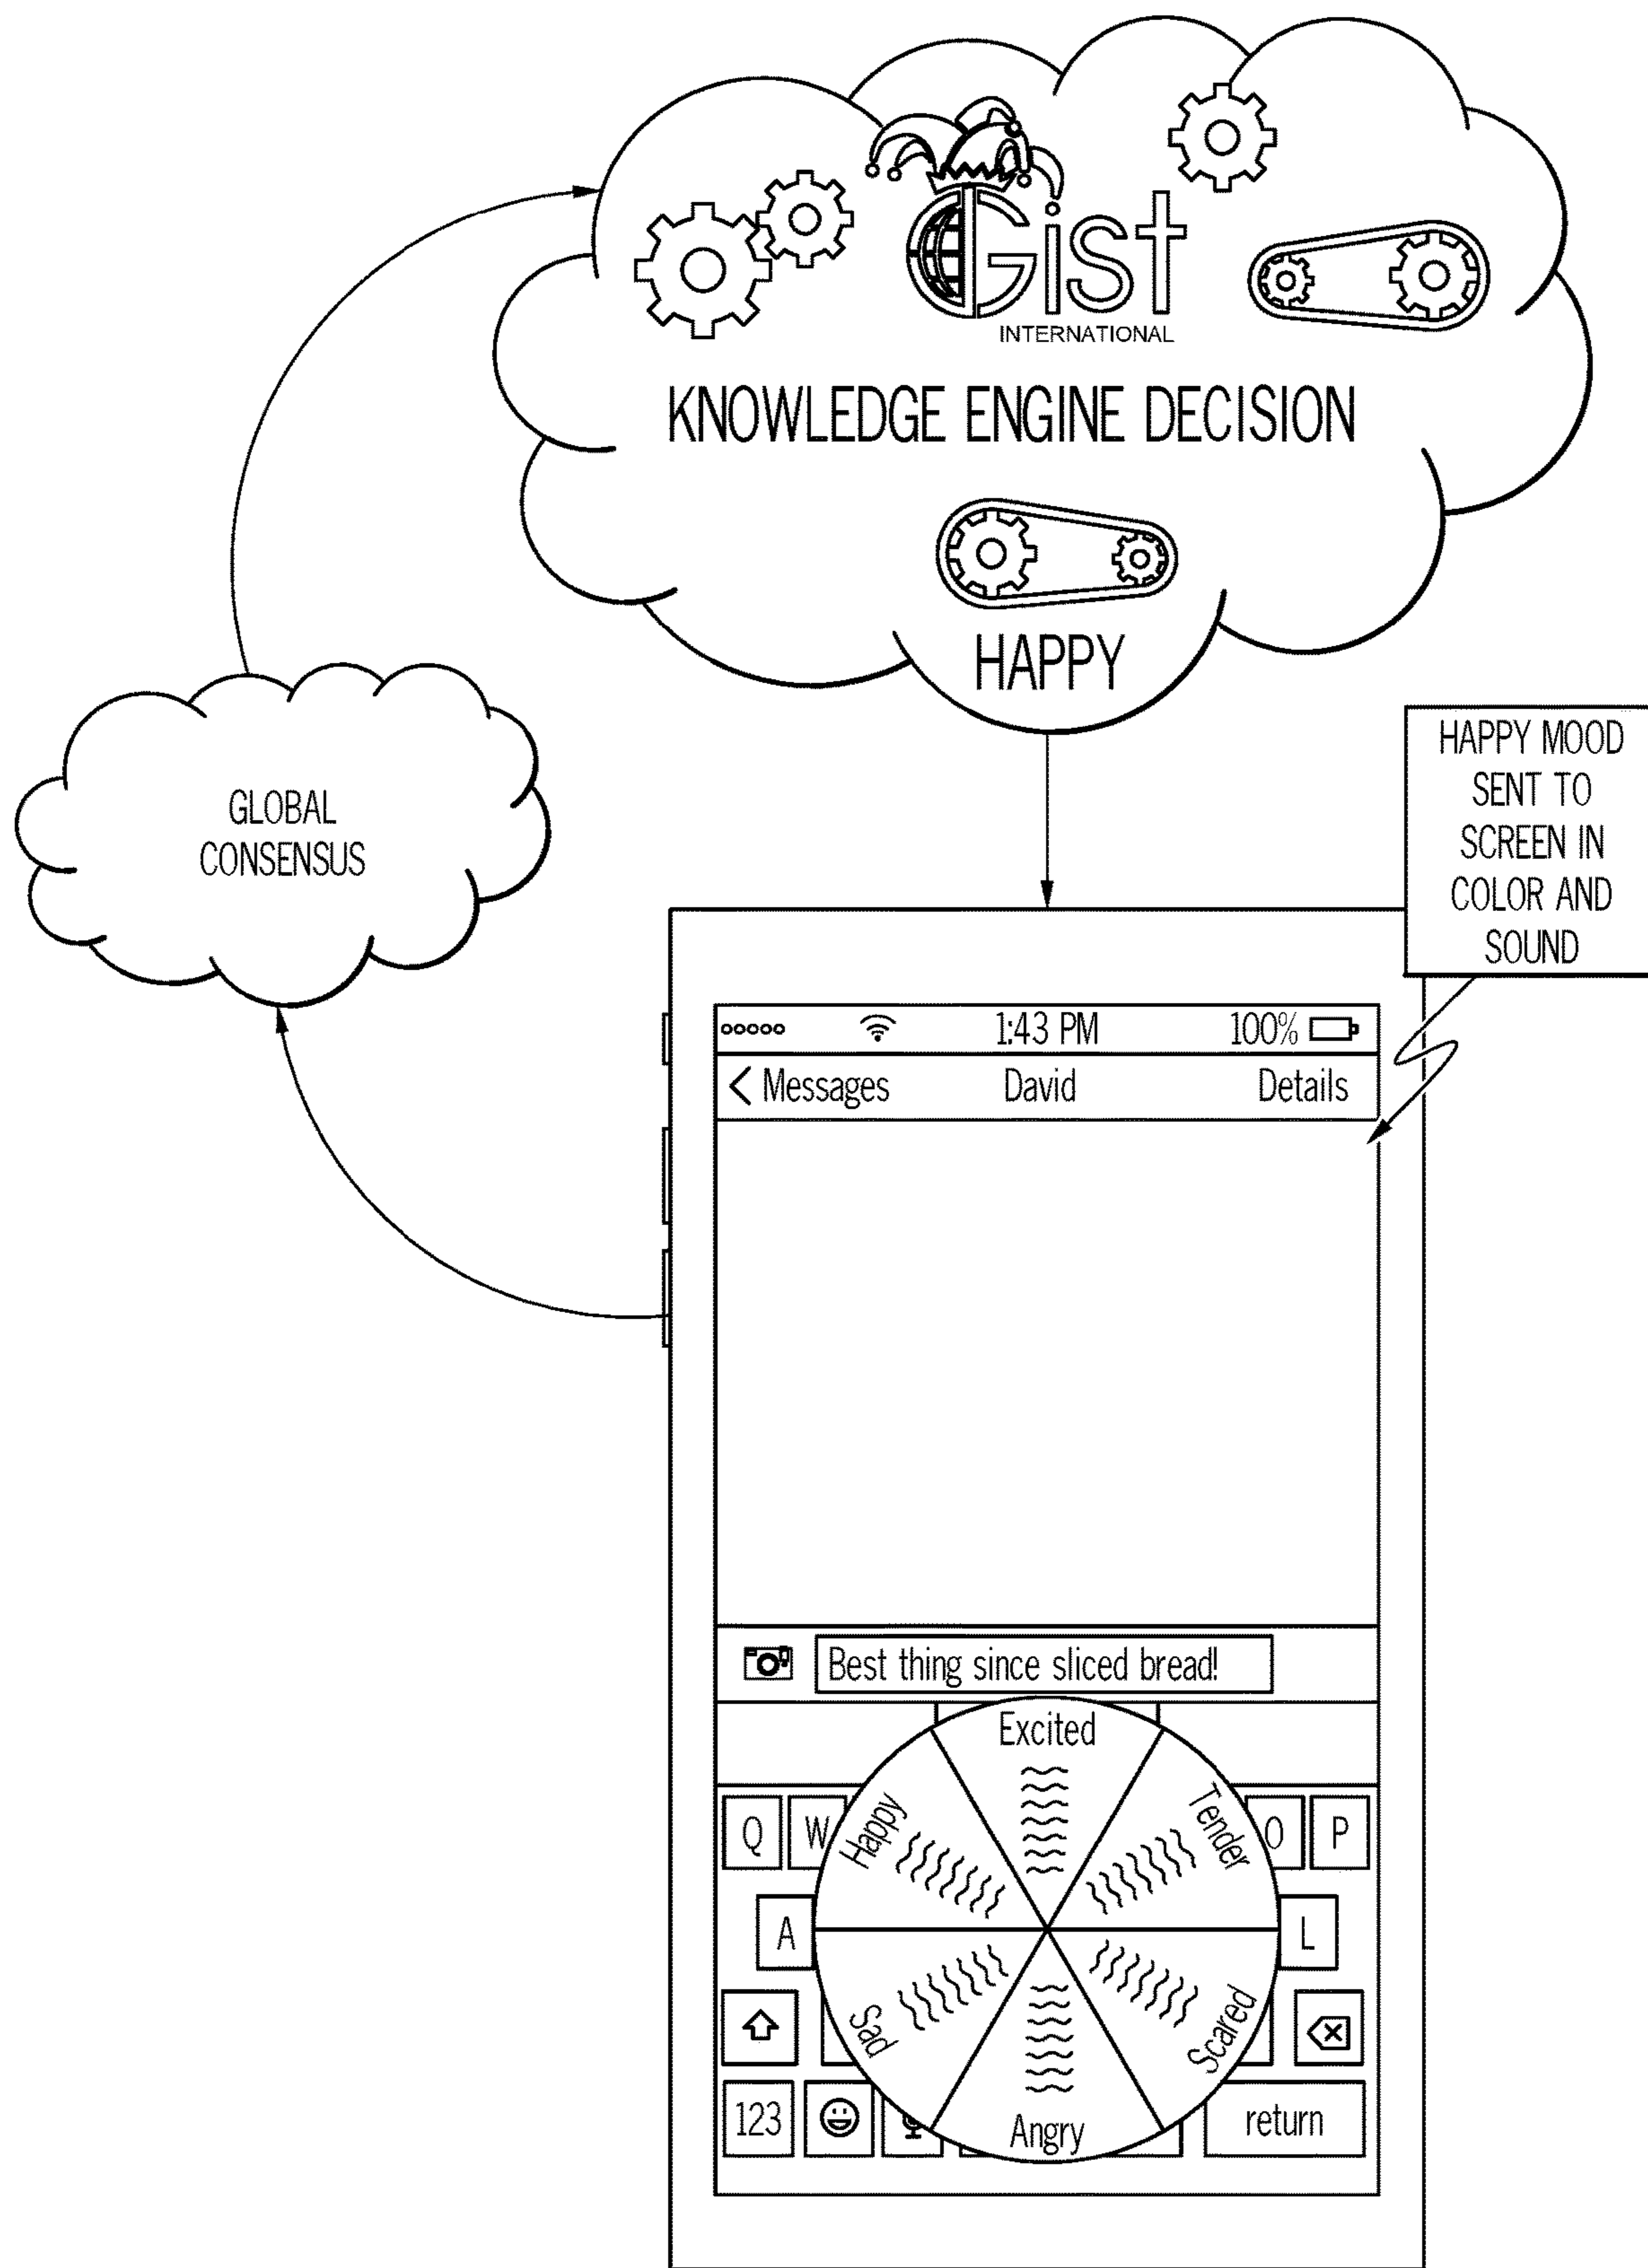 Gist
INTERNATIONAL
KNOWLEDGE ENGINE DECISION
HAPPY
HAPPY MOOD
SENT TO
SCREEN IN
COLOR AND
SOUND
GLOBAL
CONSENSUS
1:43 PM 100%
Messages David Details
Best thing since sliced bread!
Excited
Happy
Tender
Q W O P
A L
Sad
Scared
Angry
123 return